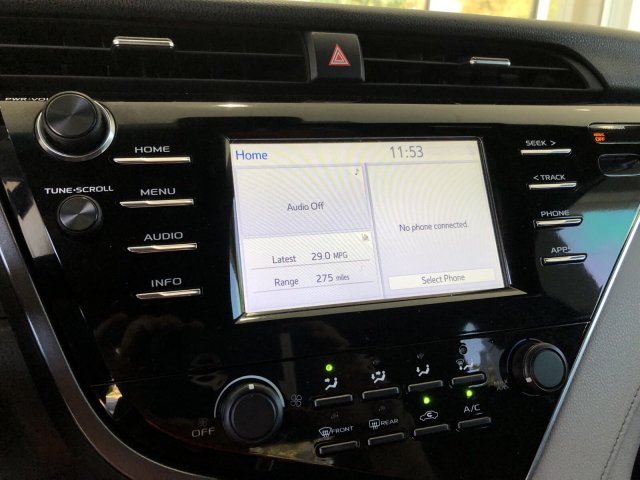 PWR·VOL
HOME
TUNE·SCROLL
MENU
AUDIO
INFO
Home 11:53
Audio Off
Latest 29.0 MPG
Range 275 miles
No phone connected.
Select Phone
SEEK >
< TRACK
PHONE
APPS
OFF
OFF
FRONT
REAR
A/C